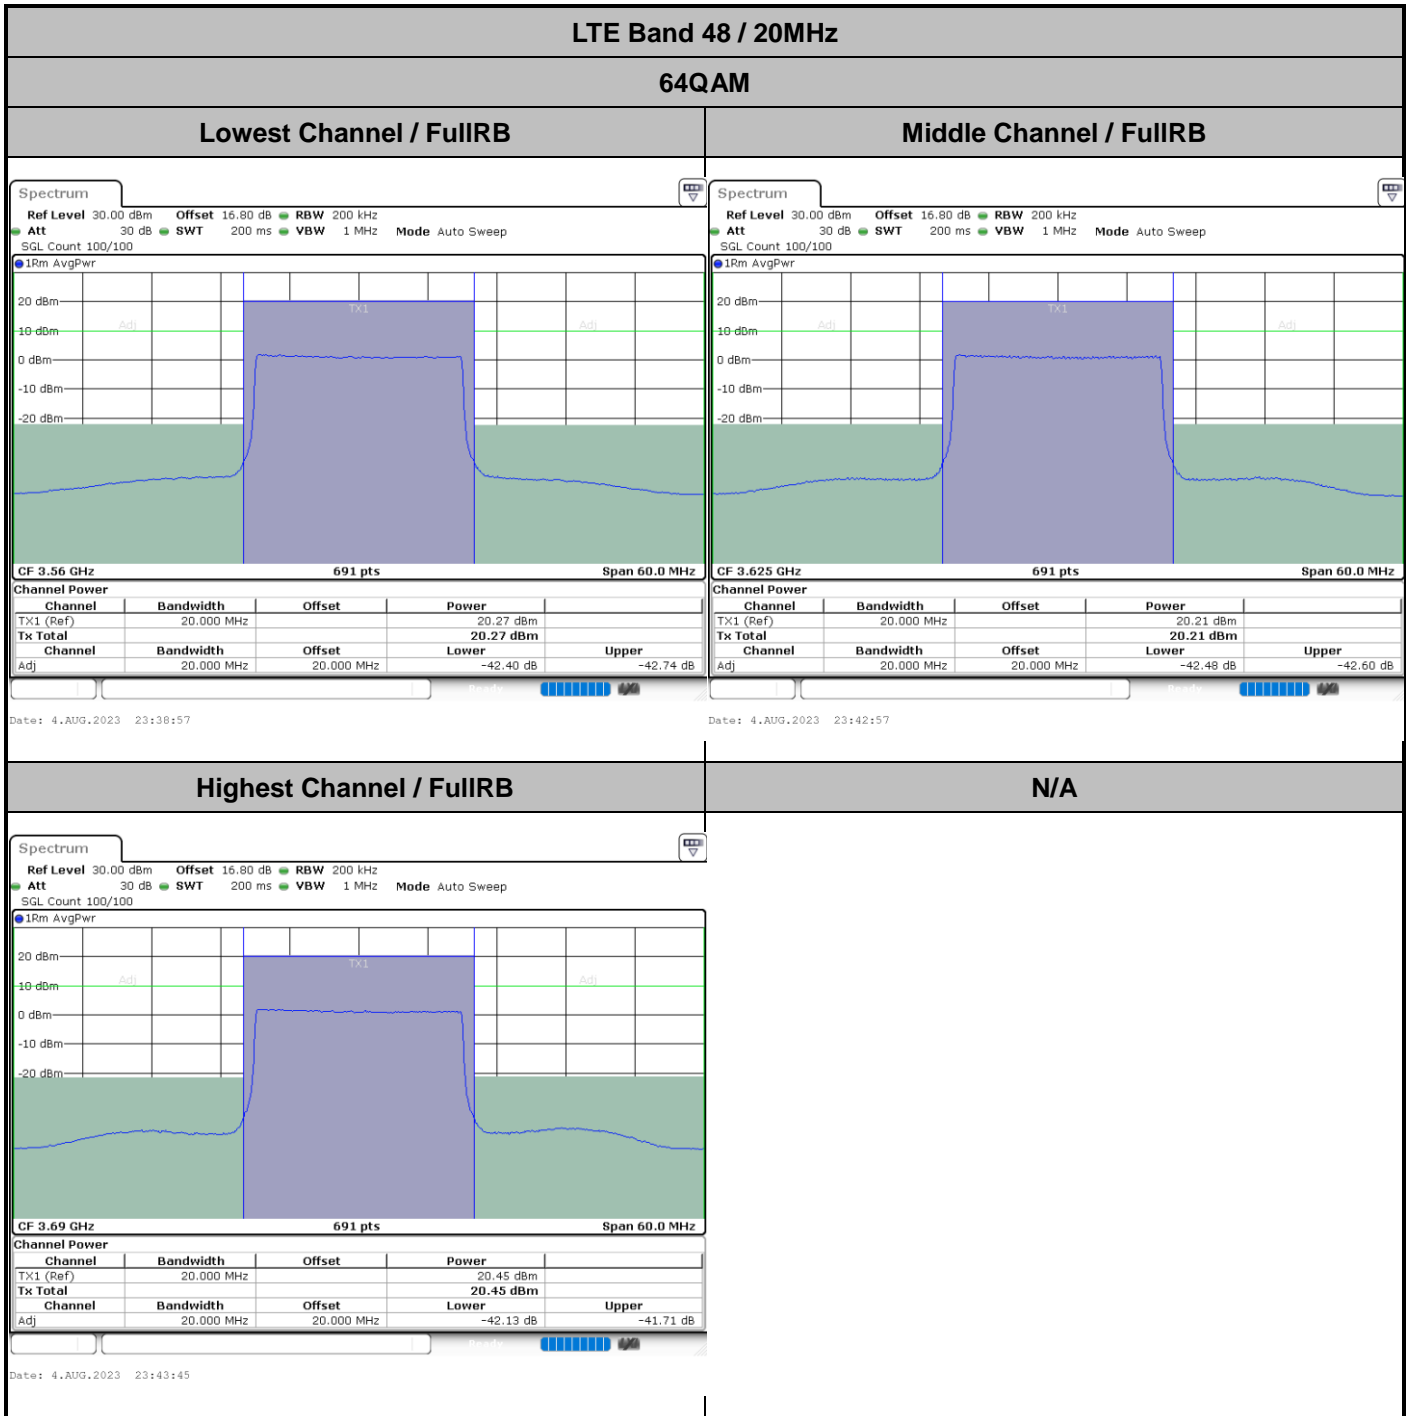 LTE Band 48 / 20MHz
64QAM
Lowest Channel / FullRB
Middle Channel / FullRB
Spectrum
Ref Level 30.00 dBm Offset 16.80 dB RBW 200 kHz
Att 30 dB SWT 200 ms VBW 1 MHz Mode Auto Sweep
SGL Count 100/100
1Rm AvgPwr
TX1
Adj
Adj
20 dBm
10 dBm
0 dBm
-10 dBm
-20 dBm
CF 3.56 GHz 691 pts Span 60.0 MHz
Channel Power
Channel Bandwidth Offset Power
TX1 (Ref) 20.000 MHz 20.27 dBm
Tx Total 20.27 dBm
Channel Bandwidth Offset Lower Upper
Adj 20.000 MHz 20.000 MHz -42.40 dB -42.74 dB
Ready
Date: 4.AUG.2023 23:38:57
Spectrum
Ref Level 30.00 dBm Offset 16.80 dB RBW 200 kHz
Att 30 dB SWT 200 ms VBW 1 MHz Mode Auto Sweep
SGL Count 100/100
1Rm AvgPwr
TX1
Adj
Adj
20 dBm
10 dBm
0 dBm
-10 dBm
-20 dBm
CF 3.625 GHz 691 pts Span 60.0 MHz
Channel Power
Channel Bandwidth Offset Power
TX1 (Ref) 20.000 MHz 20.21 dBm
Tx Total 20.21 dBm
Channel Bandwidth Offset Lower Upper
Adj 20.000 MHz 20.000 MHz -42.48 dB -42.60 dB
Ready
Date: 4.AUG.2023 23:42:57
Highest Channel / FullRB
N/A
Spectrum
Ref Level 30.00 dBm Offset 16.80 dB RBW 200 kHz
Att 30 dB SWT 200 ms VBW 1 MHz Mode Auto Sweep
SGL Count 100/100
1Rm AvgPwr
TX1
Adj
Adj
20 dBm
10 dBm
0 dBm
-10 dBm
-20 dBm
CF 3.69 GHz 691 pts Span 60.0 MHz
Channel Power
Channel Bandwidth Offset Power
TX1 (Ref) 20.000 MHz 20.45 dBm
Tx Total 20.45 dBm
Channel Bandwidth Offset Lower Upper
Adj 20.000 MHz 20.000 MHz -42.13 dB -41.71 dB
Ready
Date: 4.AUG.2023 23:43:45